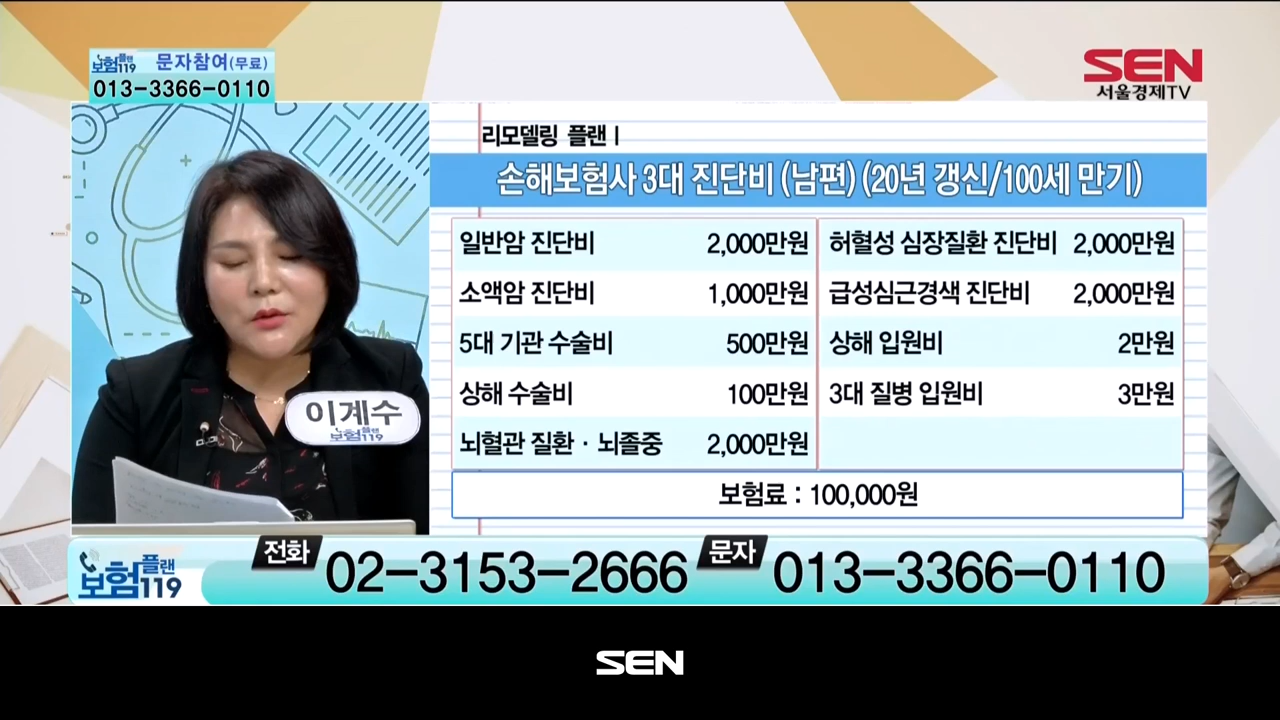 보험플랜119 문자참여(무료)
013-3366-0110
SEN
서울경제TV
리모델링 플랜 Ⅰ
손해보험사 3대 진단비 (남편) (20년 갱신/100세 만기)
일반암 진단비 2,000만원
소액암 진단비 1,000만원
5대 기관 수술비 500만원
상해 수술비 100만원
뇌혈관 질환 · 뇌졸중 2,000만원
허혈성 심장질환 진단비 2,000만원
급성심근경색 진단비 2,000만원
상해 입원비 2만원
3대 질병 입원비 3만원
보험료 : 100,000원
이계수
보험플랜119
보험플랜119
전화 02-3153-2666 문자 013-3366-0110
SEN